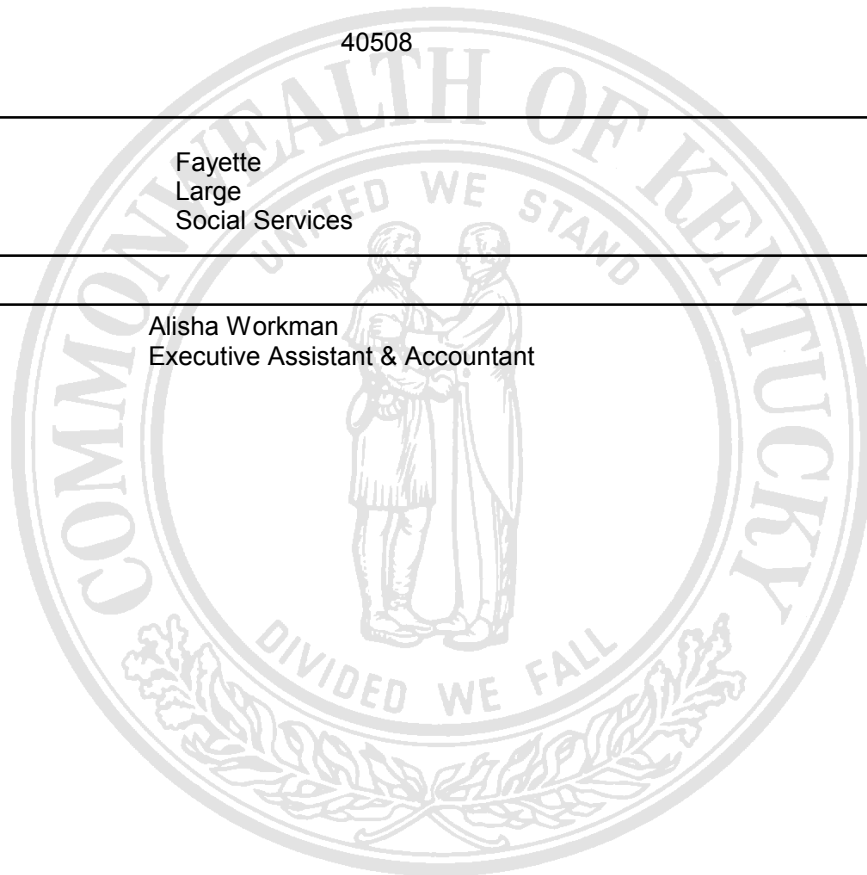 40508
Fayette
Large
Social Services
Alisha Workman
Executive Assistant & Accountant
COMMONWEALTH OF KENTUCKY
UNITED WE STAND
DIVIDED WE FALL